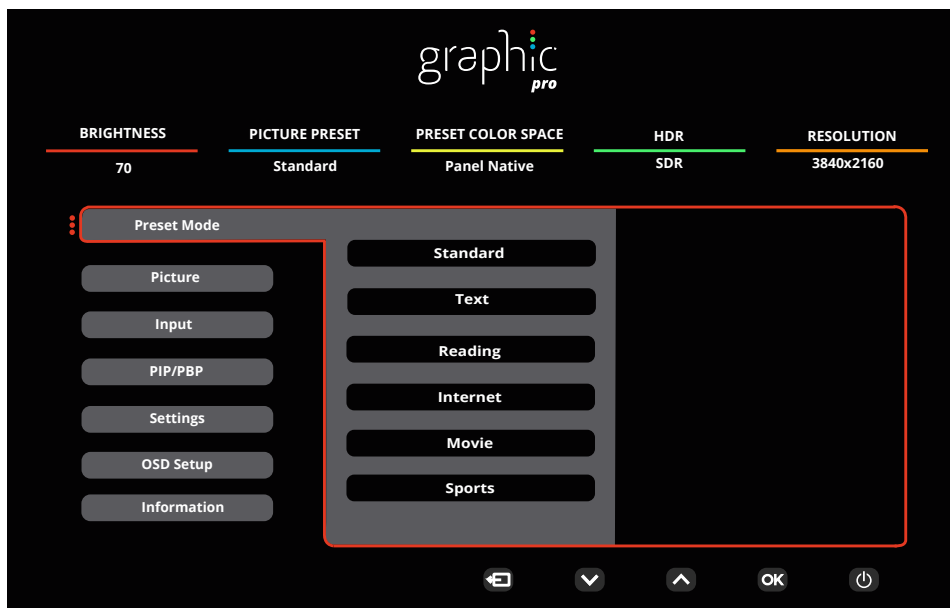 graphic
pro
BRIGHTNESS PICTURE PRESET PRESET COLOR SPACE HDR RESOLUTION
70 Standard Panel Native SDR 3840x2160
Preset Mode
Picture
Input
PIP/PBP
Settings
OSD Setup
Information
Standard
Text
Reading
Internet
Movie
Sports
OK